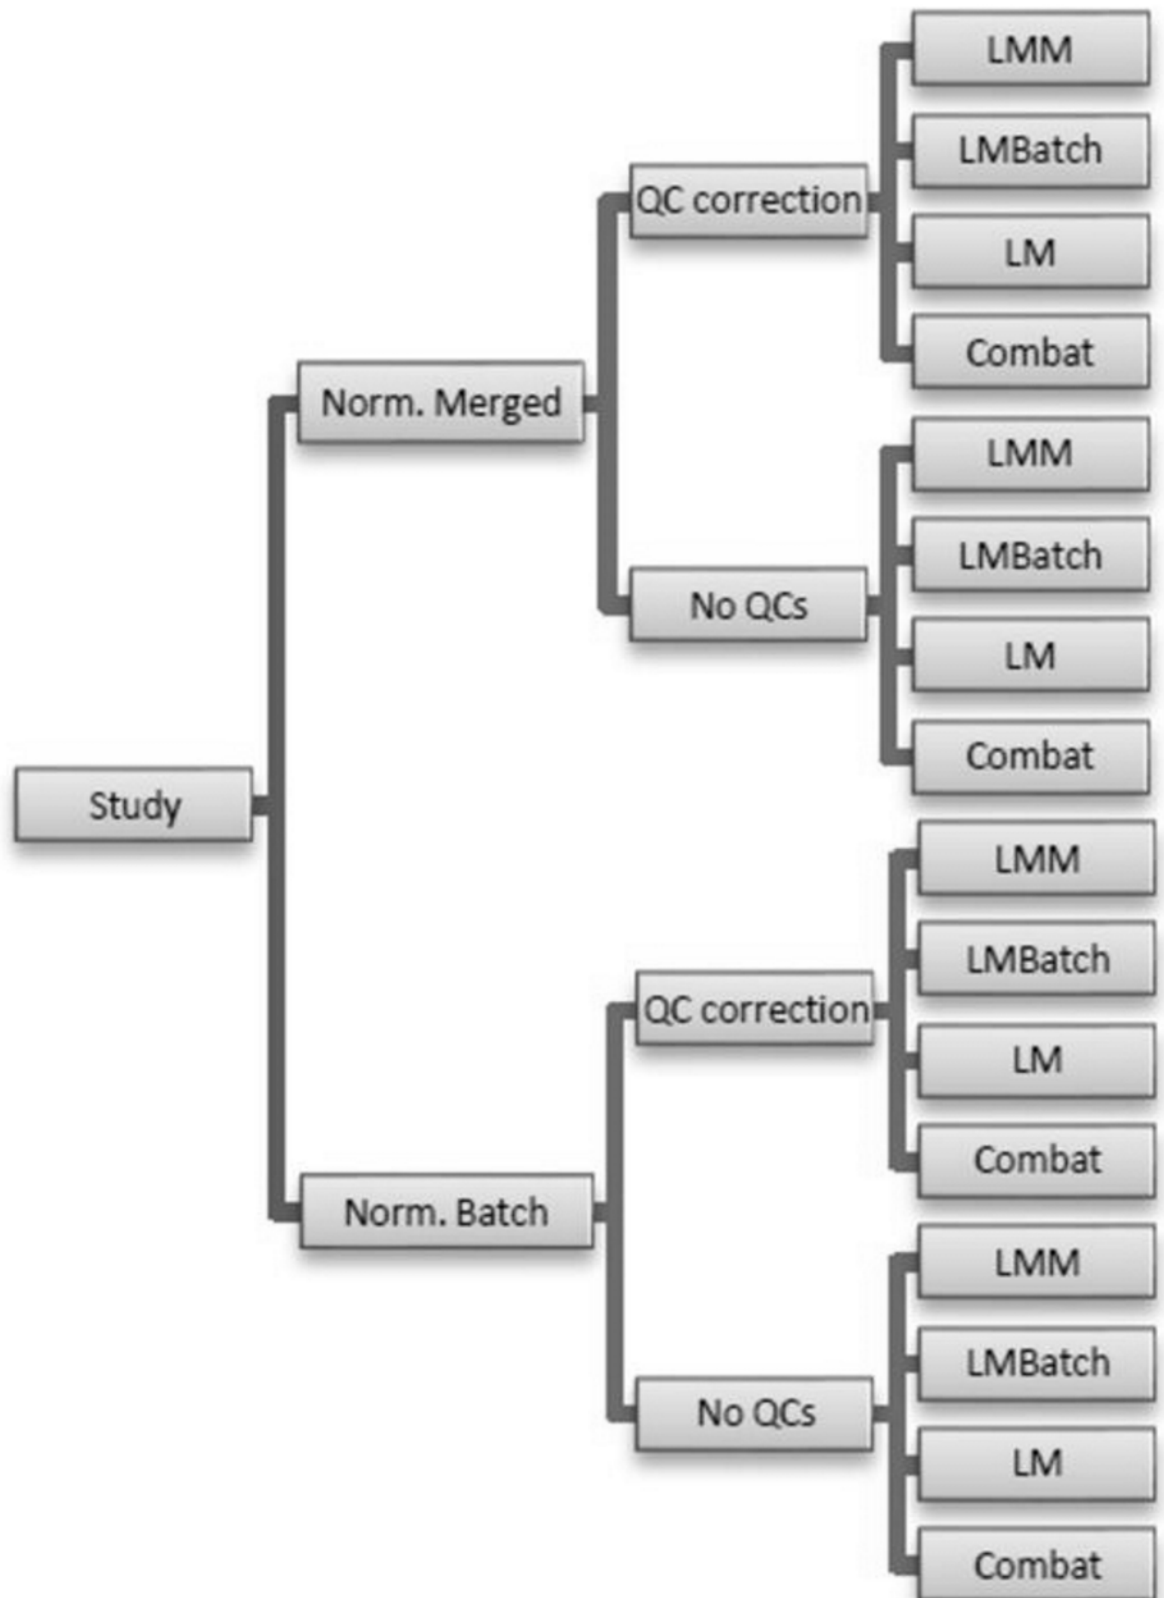 Study
Norm. Merged
QC correction
LMM
LMBatch
LM
Combat
No QCs
LMM
LMBatch
LM
Combat
Norm. Batch
QC correction
LMM
LMBatch
LM
Combat
No QCs
LMM
LMBatch
LM
Combat